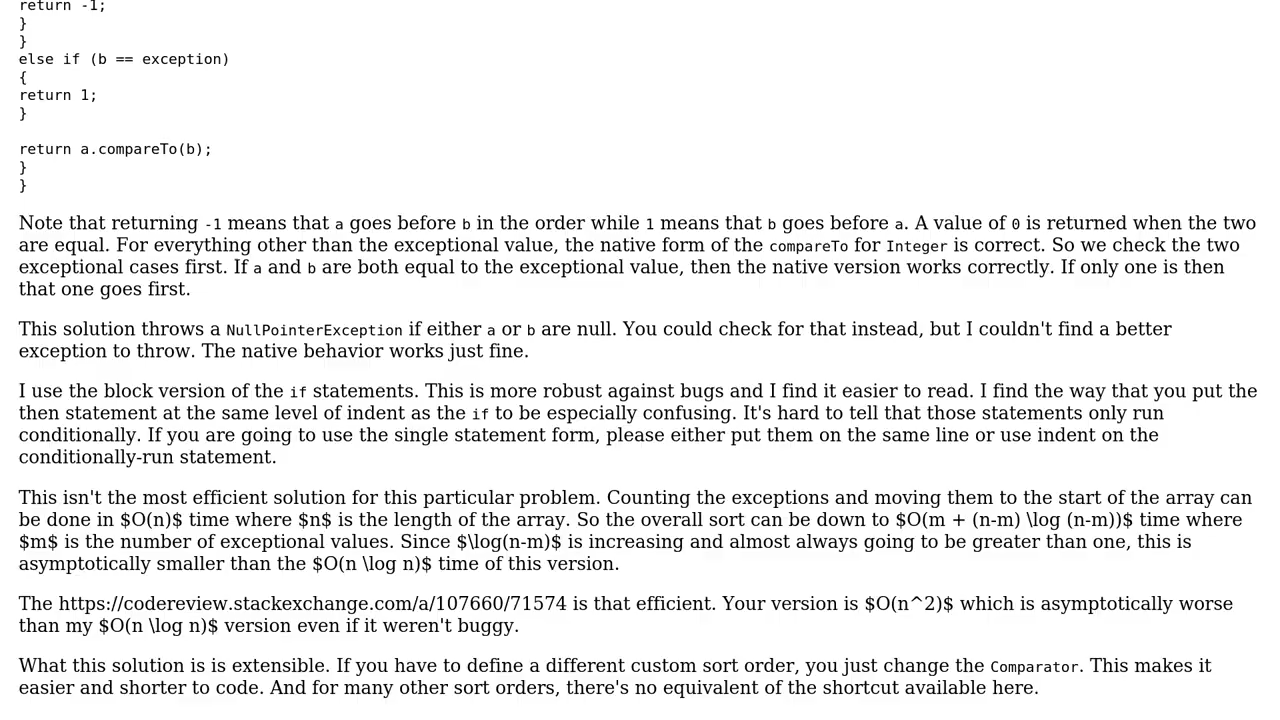 return -1;
}
}
else if (b == exception)
{
return 1;
}
return a.compareTo(b);
}
}
Note that returning -1 means that a goes before b in the order while 1 means that b goes before a. A value of 0 is returned when the two
are equal. For everything other than the exceptional value, the native form of the compareTo for Integer is correct. So we check the two
exceptional cases first. If a and b are both equal to the exceptional value, then the native version works correctly. If only one is then
that one goes first.
This solution throws a NullPointerException if either a or b are null. You could check for that instead, but I couldn't find a better
exception to throw. The native behavior works just fine.
I use the block version of the if statements. This is more robust against bugs and I find it easier to read. I find the way that you put the
then statement at the same level of indent as the if to be especially confusing. It's hard to tell that those statements only run
conditionally. If you are going to use the single statement form, please either put them on the same line or use indent on the
conditionally-run statement.
This isn't the most efficient solution for this particular problem. Counting the exceptions and moving them to the start of the array can
be done in $O(n)$ time where $n$ is the length of the array. So the overall sort can be down to $O(m + (n-m) \log (n-m))$ time where
$m$ is the number of exceptional values. Since $\log(n-m)$ is increasing and almost always going to be greater than one, this is
asymptotically smaller than the $O(n \log n)$ time of this version.
The https://codereview.stackexchange.com/a/107660/71574 is that efficient. Your version is $O(n^2)$ which is asymptotically worse
than my $O(n \log n)$ version even if it weren't buggy.
What this solution is is extensible. If you have to define a different custom sort order, you just change the Comparator. This makes it
easier and shorter to code. And for many other sort orders, there's no equivalent of the shortcut available here.